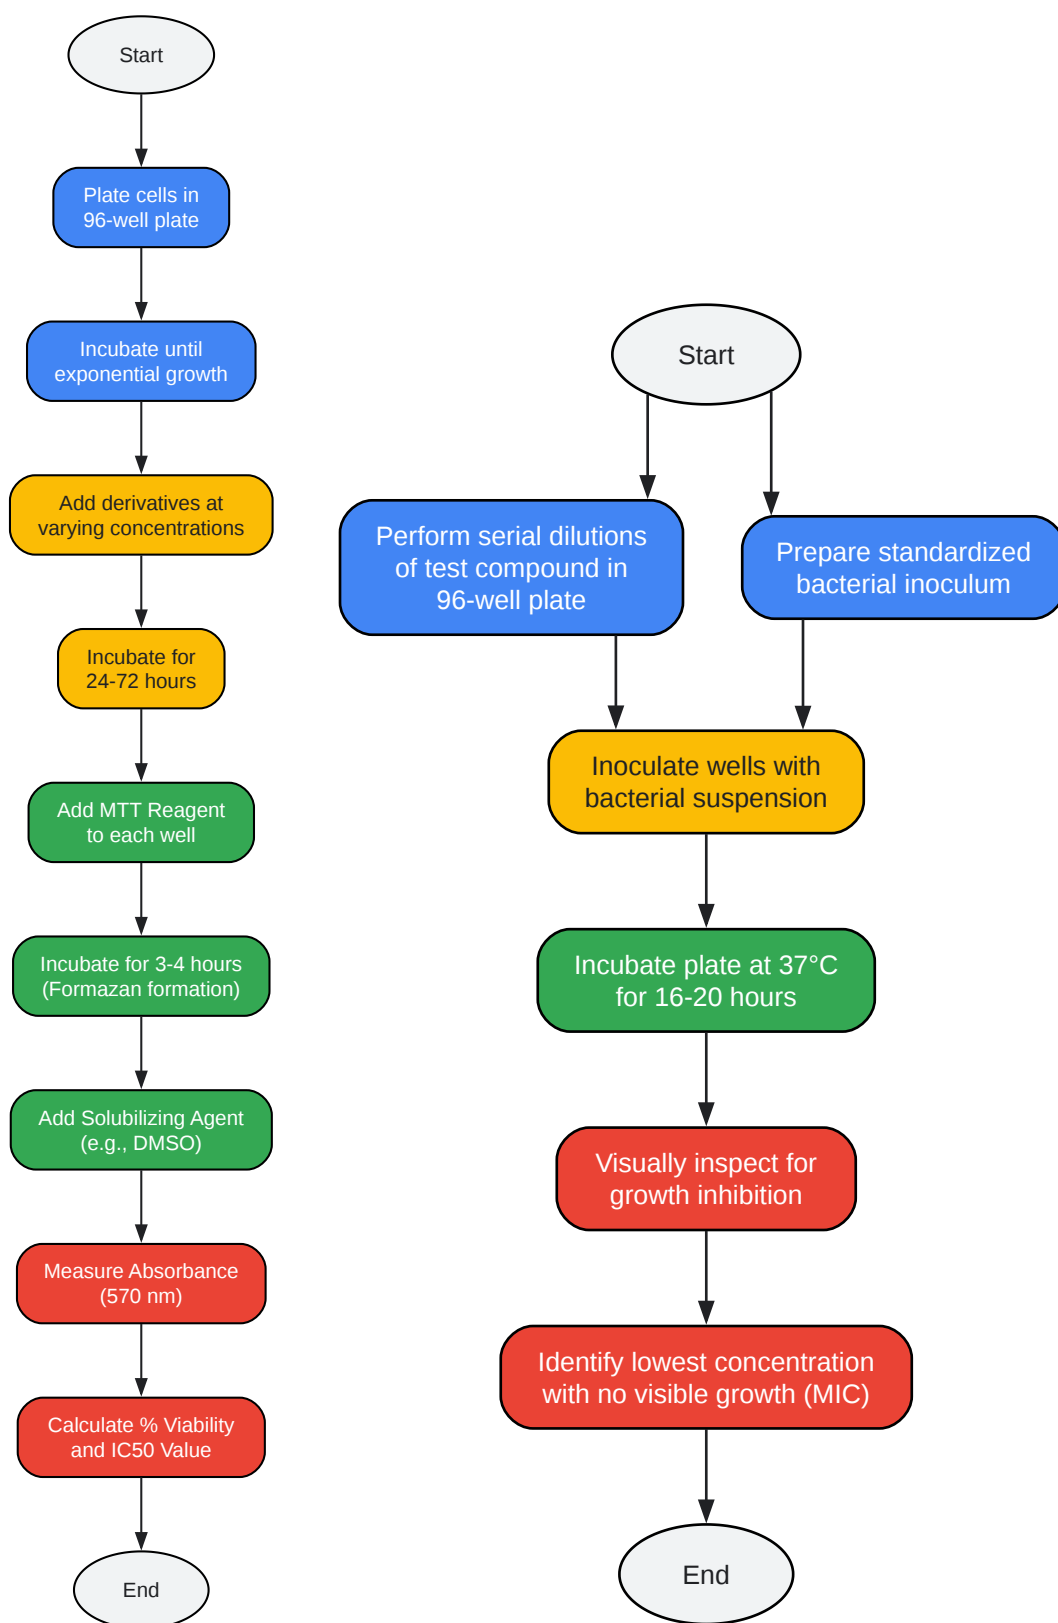 Start
Plate cells in
96-well plate
Incubate until
exponential growth
Add derivatives at
varying concentrations
Incubate for
24-72 hours
Add MTT Reagent
to each well
Incubate for 3-4 hours
(Formazan formation)
Add Solubilizing Agent
(e.g., DMSO)
Measure Absorbance
(570 nm)
Calculate % Viability
and IC50 Value
End
Start
Perform serial dilutions
of test compound in
96-well plate
Prepare standardized
bacterial inoculum
Inoculate wells with
bacterial suspension
Incubate plate at 37°C
for 16-20 hours
Visually inspect for
growth inhibition
Identify lowest concentration
with no visible growth (MIC)
End